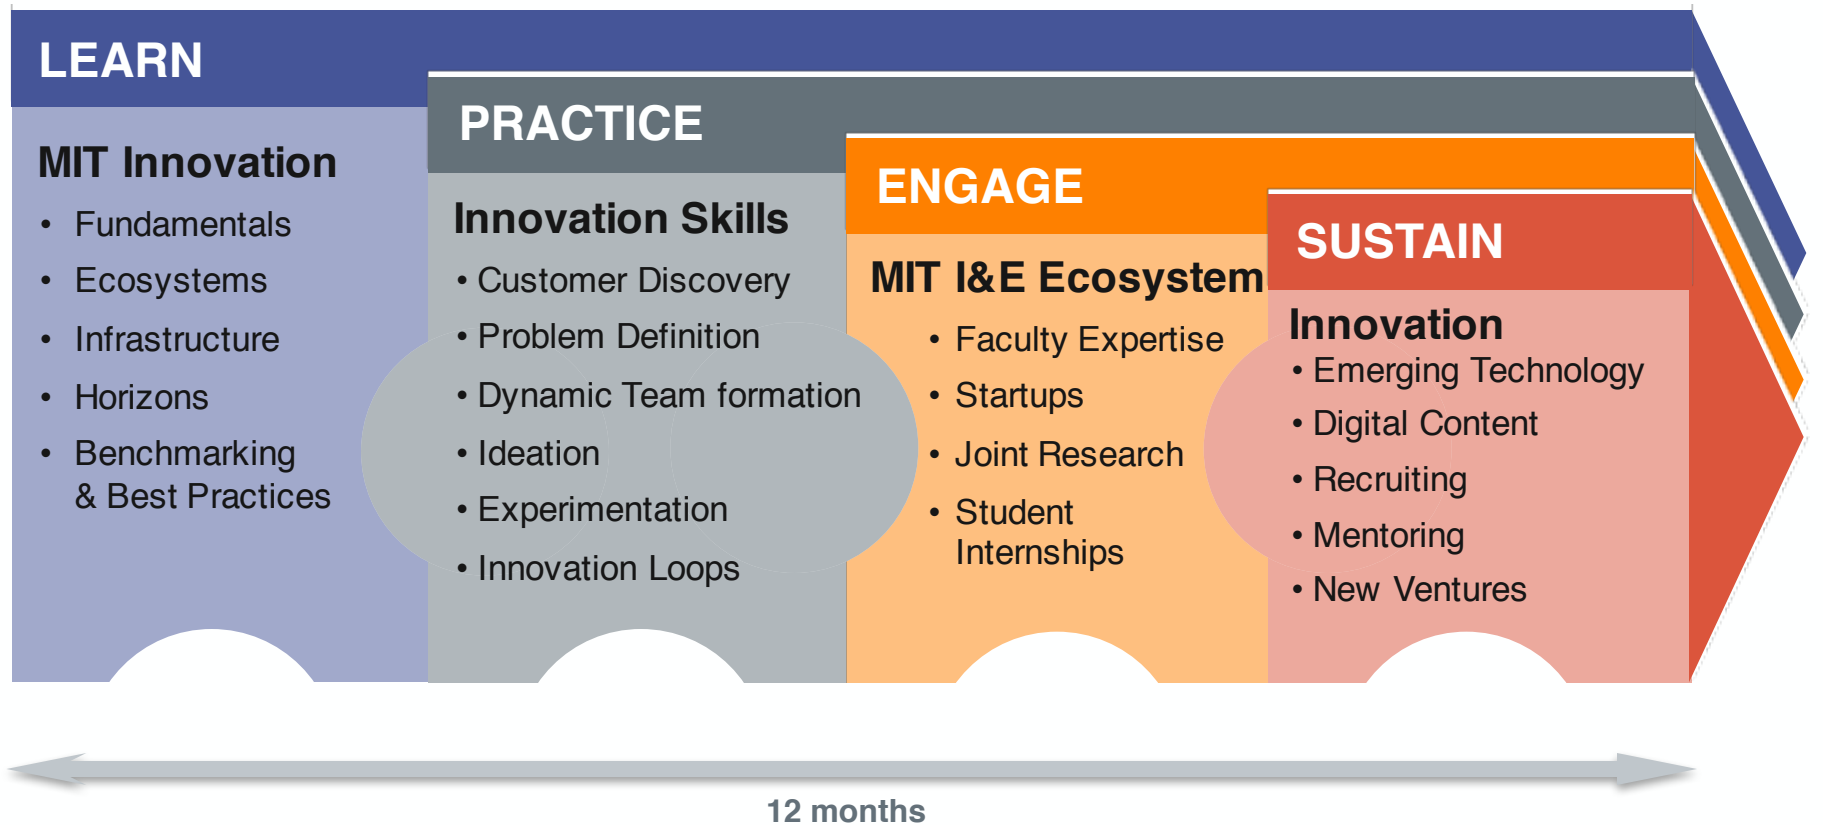 LEARN
MIT Innovation
• Fundamentals
• Ecosystems
• Infrastructure
• Horizons
• Benchmarking
& Best Practices
PRACTICE
Innovation Skills
• Customer Discovery
• Problem Definition
• Dynamic Team formation
• Ideation
• Experimentation
• Innovation Loops
ENGAGE
MIT I&E Ecosystem
• Faculty Expertise
• Startups
• Joint Research
• Student
Internships
SUSTAIN
Innovation
• Emerging Technology
• Digital Content
• Recruiting
• Mentoring
• New Ventures
12 months